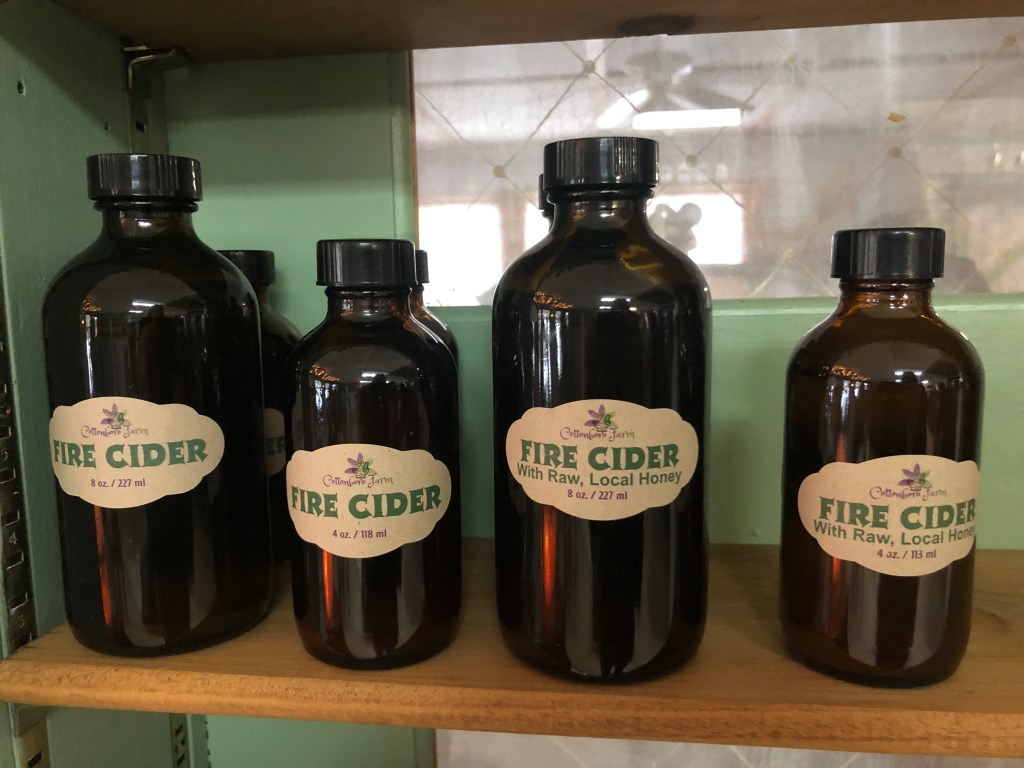 Cottonboro Farm
FIRE CIDER
8 oz. / 227 ml
ZE
Cottonboro Farm
FIRE CIDER
4 oz. / 118 ml
Cottonboro Farm
FIRE CIDER
With Raw, Local Honey
8 oz. / 227 ml
Cottonboro Farm
FIRE CIDER
With Raw, Local Honey
4 oz. / 113 ml